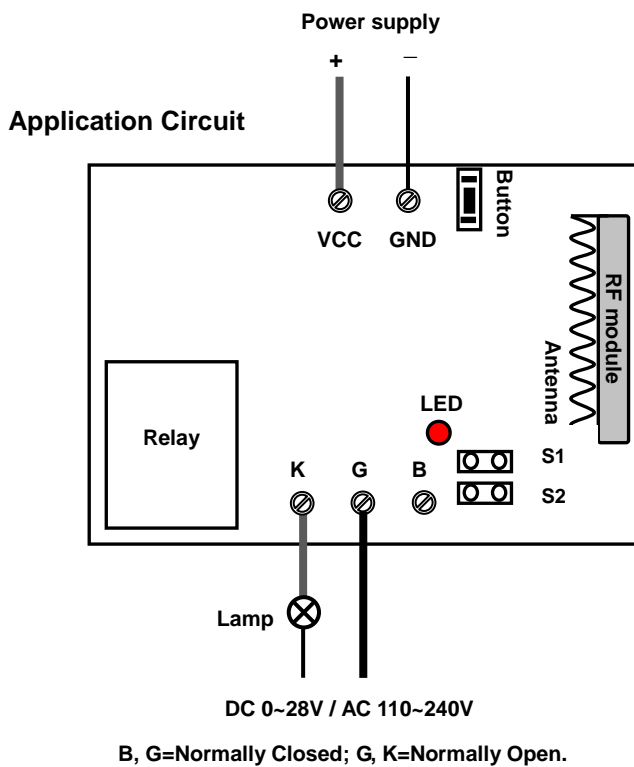 Power supply
+ −
Application Circuit
Button
VCC GND
RF module
Antenna
LED
Relay
S1
K G B
S2
Lamp
DC 0~28V / AC 110~240V
B, G=Normally Closed; G, K=Normally Open.